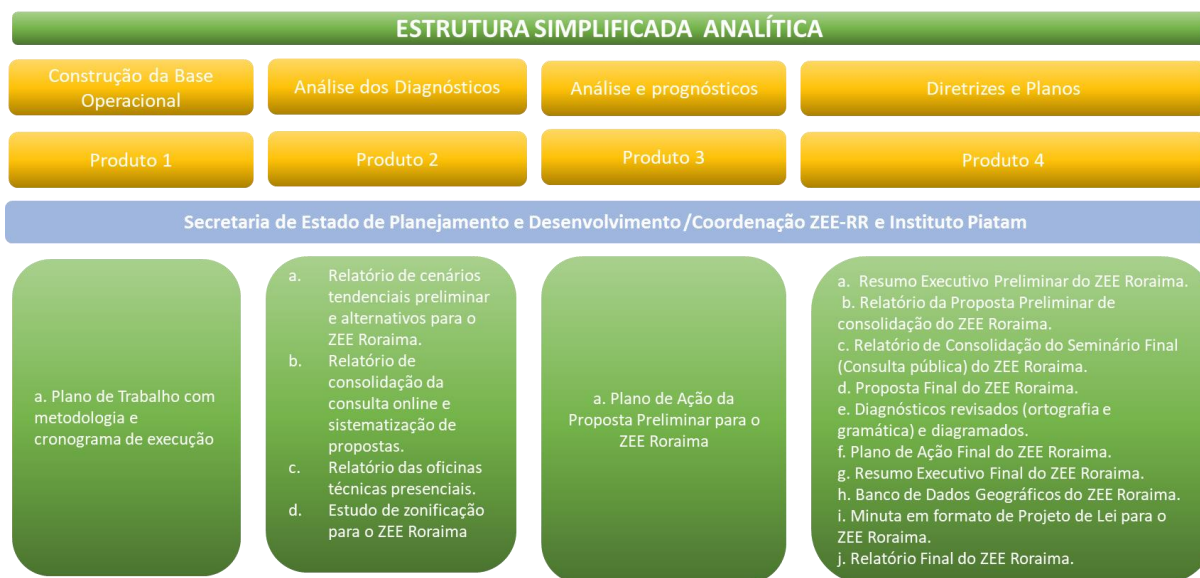 ESTRUTURA SIMPLIFICADA ANALÍTICA
Construção da Base
Operacional
Análise dos Diagnósticos
Análise e prognósticos
Diretrizes e Planos
Produto 1
Produto 2
Produto 3
Produto 4
Secretaria de Estado de Planejamento e Desenvolvimento/Coordenação ZEE-RR e Instituto Piatam
a. Plano de Trabalho com
metodologia e
cronograma de execução
a. Relatório de cenários
tendenciais preliminar
e alternativos para o
ZEE Roraima.
b. Relatório de
consolidação da
consulta online e
sistematização de
propostas.
c. Relatório das oficinas
técnicas presenciais.
d. Estudo de zonificação
para o ZEE Roraima
a. Plano de Ação da
Proposta Preliminar para o
ZEE Roraima
a. Resumo Executivo Preliminar do ZEE Roraima.
b. Relatório da Proposta Preliminar de
consolidação do ZEE Roraima.
c. Relatório de Consolidação do Seminário Final
(Consulta pública) do ZEE Roraima.
d. Proposta Final do ZEE Roraima.
e. Diagnósticos revisados (ortografia e
gramática) e diagramados.
f. Plano de Ação Final do ZEE Roraima.
g. Resumo Executivo Final do ZEE Roraima.
h. Banco de Dados Geográficos do ZEE Roraima.
i. Minuta em formato de Projeto de Lei para o
ZEE Roraima.
j. Relatório Final do ZEE Roraima.